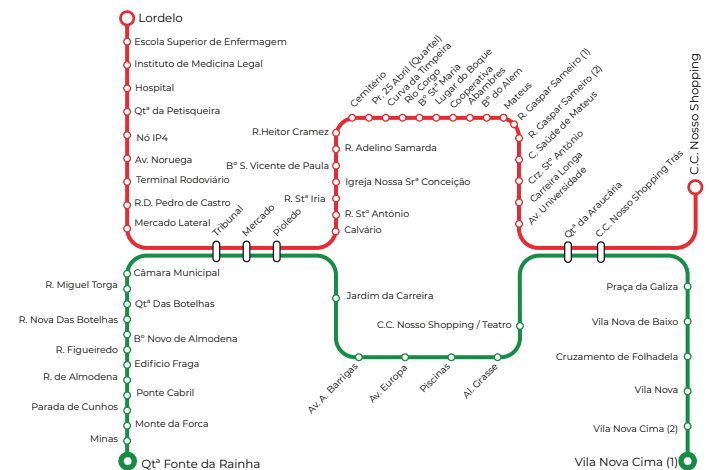 Lordelo
Escola Superior de Enfermagem
Instituto de Medicina Legal
Hospital
Qtª da Petisqueira
Nó IP4
Av. Noruega
Terminal Rodoviário
R.D. Pedro de Castro
Mercado Lateral
Tribunal
Mercado
Pioledo
R.Heitor Cramez
R. Adelino Samarda
Bº S. Vicente de Paula
Igreja Nossa Srª Conceição
R. Stª Iria
R. Stº António
Calvário
Cemitério
Pr. 25 Abril (Quartel)
Curva da Timpeira
Rio Corgo
Bº Stª Maria
Lugar do Boque
Cooperativa
Abambres
Bº do Alem
Mateus
R. Gaspar Sameiro (1)
R. Gaspar Sameiro (2)
C. Saúde de Mateus
Crz. Stº António
Carreira Longa
Av. Universidade
Qtª da Araucária
C.C. Nosso Shopping Trás
C.C. Nosso Shopping
Câmara Municipal
R. Miguel Torga
Qtª Das Botelhas
R. Nova Das Botelhas
Bº Novo de Almodena
R. Figueiredo
Edificio Fraga
R. de Almodena
Ponte Cabril
Parada de Cunhos
Monte da Forca
Minas
Qtª Fonte da Rainha
Jardim da Carreira
C.C. Nosso Shopping / Teatro
Av. A. Barrigas
Av. Europa
Piscinas
Al. Grasse
Praça da Galiza
Vila Nova de Baixo
Cruzamento de Folhadela
Vila Nova
Vila Nova Cima (2)
Vila Nova Cima (1)